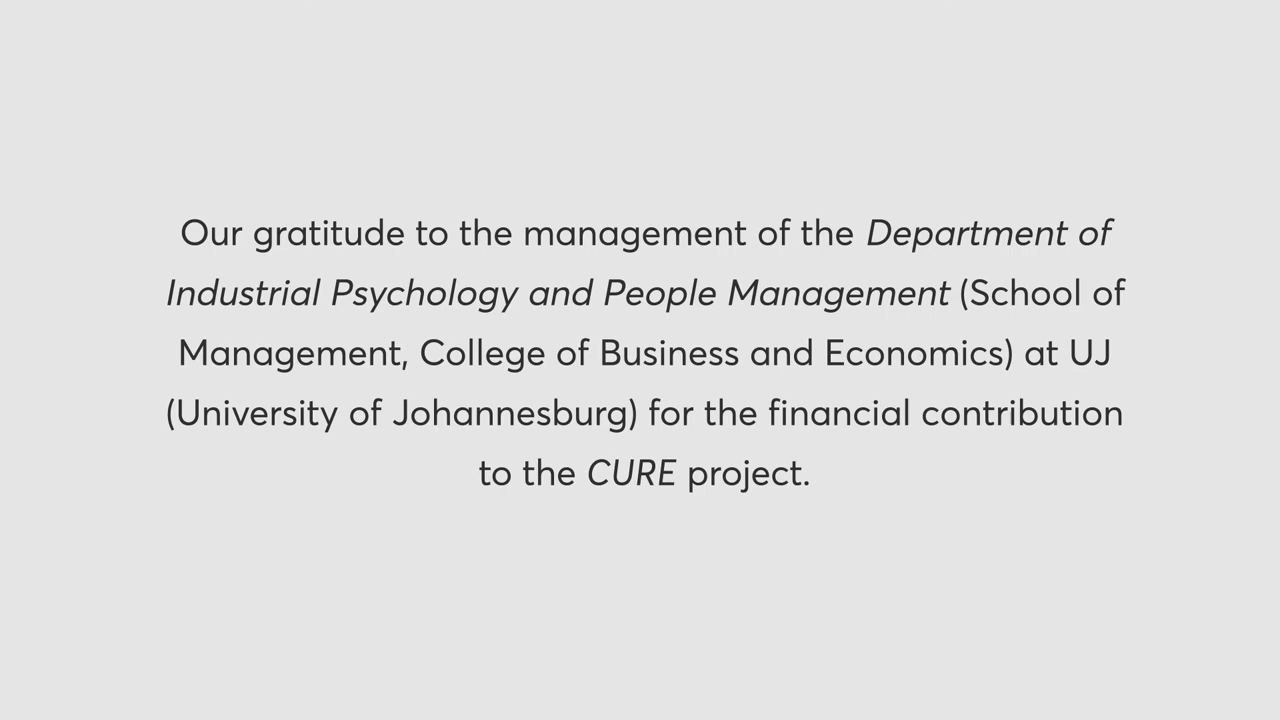 Our gratitude to the management of the Department of
Industrial Psychology and People Management (School of
Management, College of Business and Economics) at UJ
(University of Johannesburg) for the financial contribution
to the CURE project.